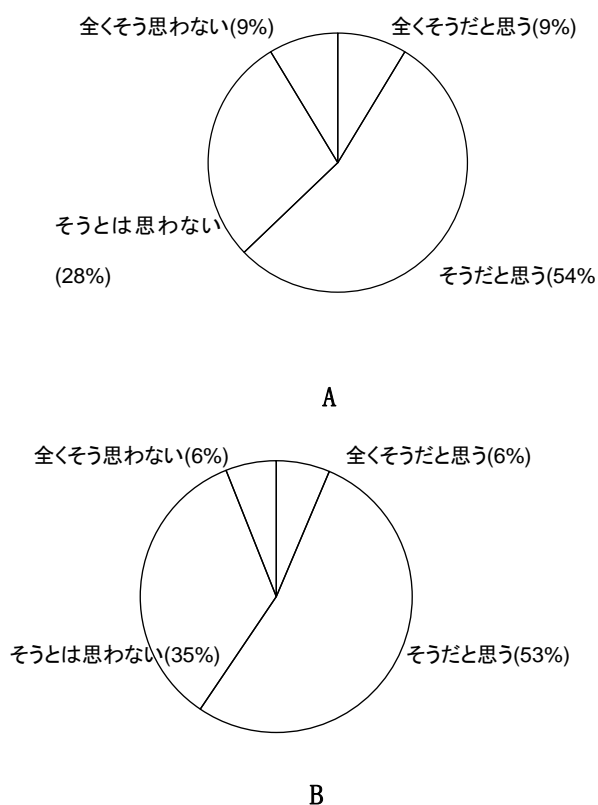 全くそう思わない(9%)
全くそうだと思う(9%)
そうとは思わない
(28%)
そうだと思う(54%
A
全くそう思わない(6%)
全くそうだと思う(6%)
そうとは思わない(35%)
そうだと思う(53%)
B